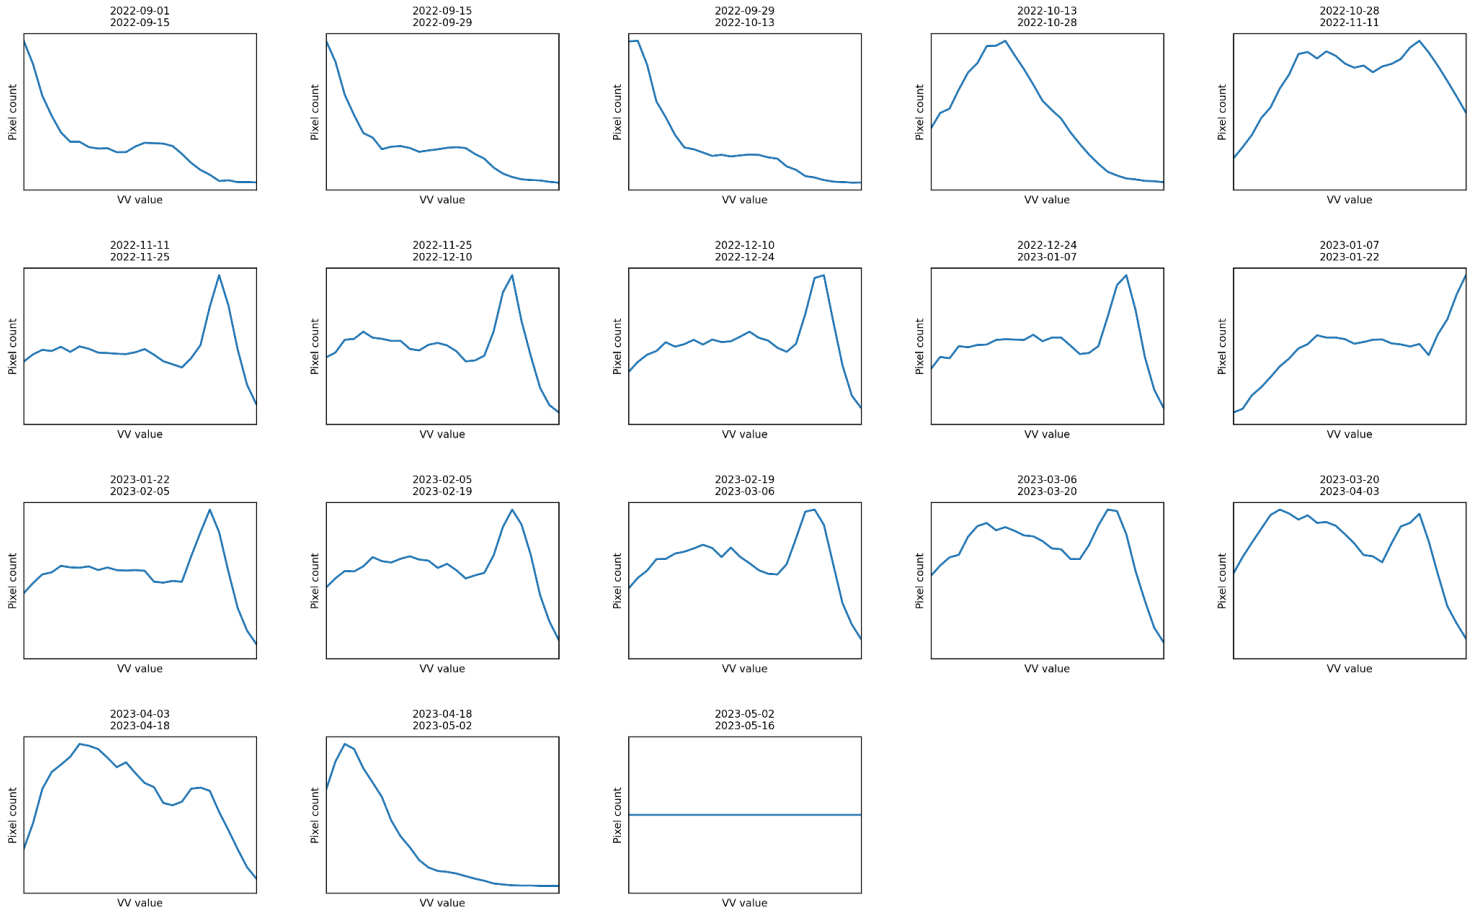 2022-09-01
2022-09-15
Pixel count
VV value
2022-09-15
2022-09-29
Pixel count
VV value
2022-09-29
2022-10-13
Pixel count
VV value
2022-10-13
2022-10-28
Pixel count
VV value
2022-10-28
2022-11-11
Pixel count
VV value
2022-11-11
2022-11-25
Pixel count
VV value
2022-11-25
2022-12-10
Pixel count
VV value
2022-12-10
2022-12-24
Pixel count
VV value
2022-12-24
2023-01-07
Pixel count
VV value
2023-01-07
2023-01-22
Pixel count
VV value
2023-01-22
2023-02-05
Pixel count
VV value
2023-02-05
2023-02-19
Pixel count
VV value
2023-02-19
2023-03-06
Pixel count
VV value
2023-03-06
2023-03-20
Pixel count
VV value
2023-03-20
2023-04-03
Pixel count
VV value
2023-04-03
2023-04-18
Pixel count
VV value
2023-04-18
2023-05-02
Pixel count
VV value
2023-05-02
2023-05-16
Pixel count
VV value